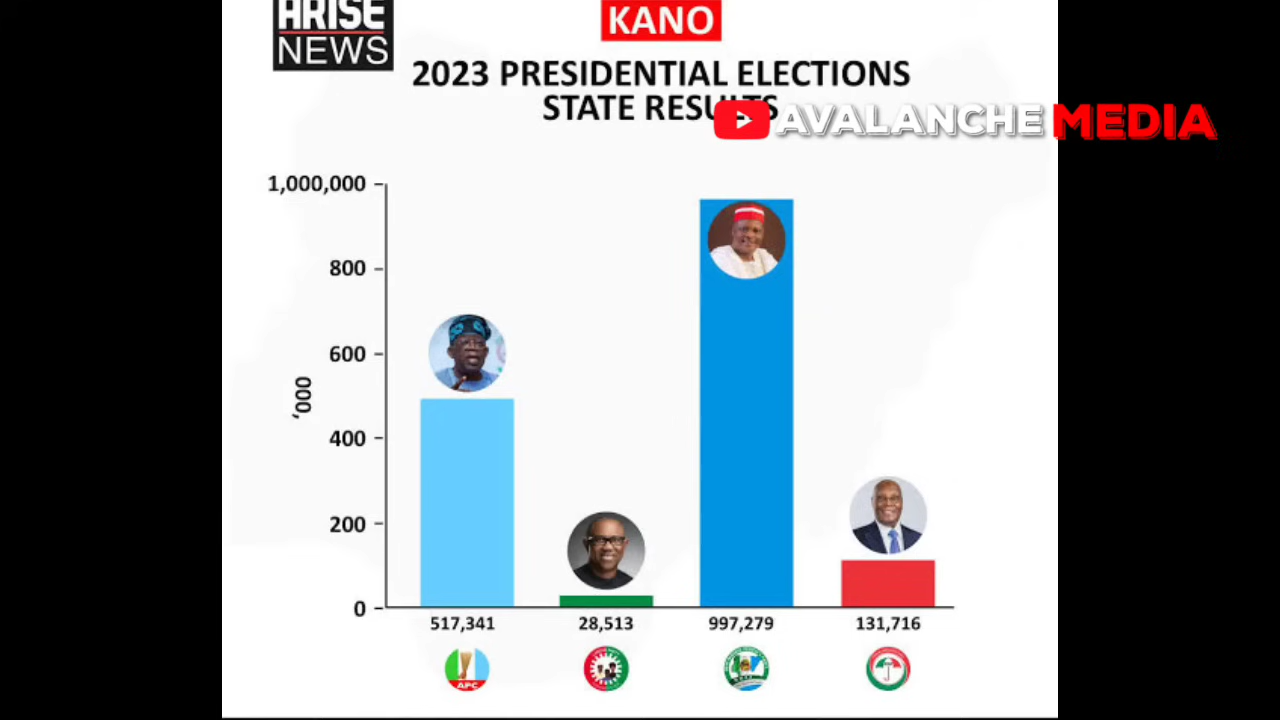 ARISE
NEWS
KANO
2023 PRESIDENTIAL ELECTIONS
STATE RESULTS
AVALANCHE MEDIA
1,000,000
800
600
400
200
0
'000
517,341
28,513
997,279
131,716
APC